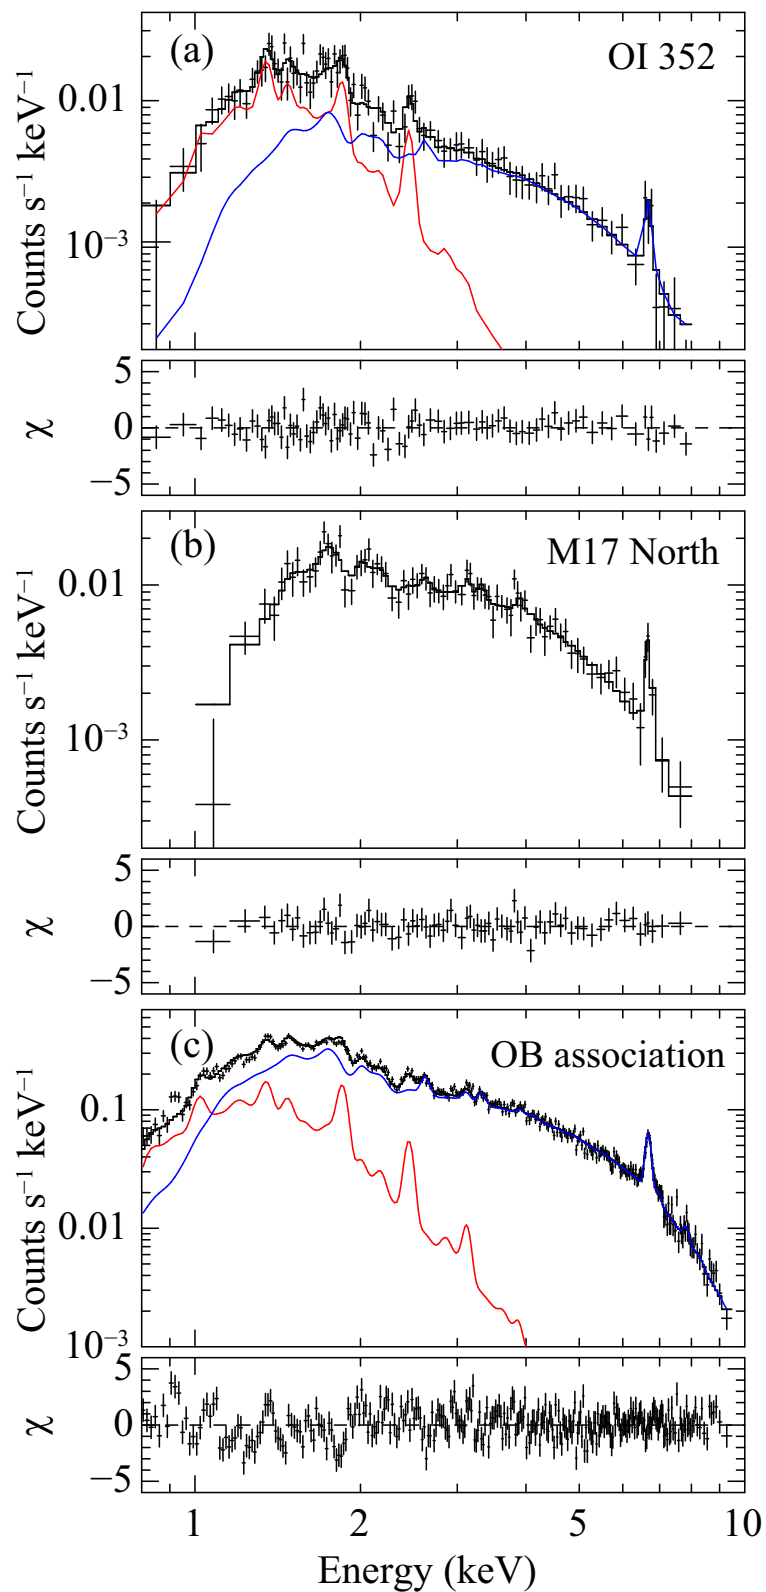 (a) OI 352
0.01
10⁻³
Counts s⁻¹ keV⁻¹
5
0
−5
χ
(b) M17 North
0.01
10⁻³
Counts s⁻¹ keV⁻¹
5
0
−5
χ
(c) OB association
0.1
0.01
10⁻³
Counts s⁻¹ keV⁻¹
5
0
−5
χ
1 2 5 10
Energy (keV)